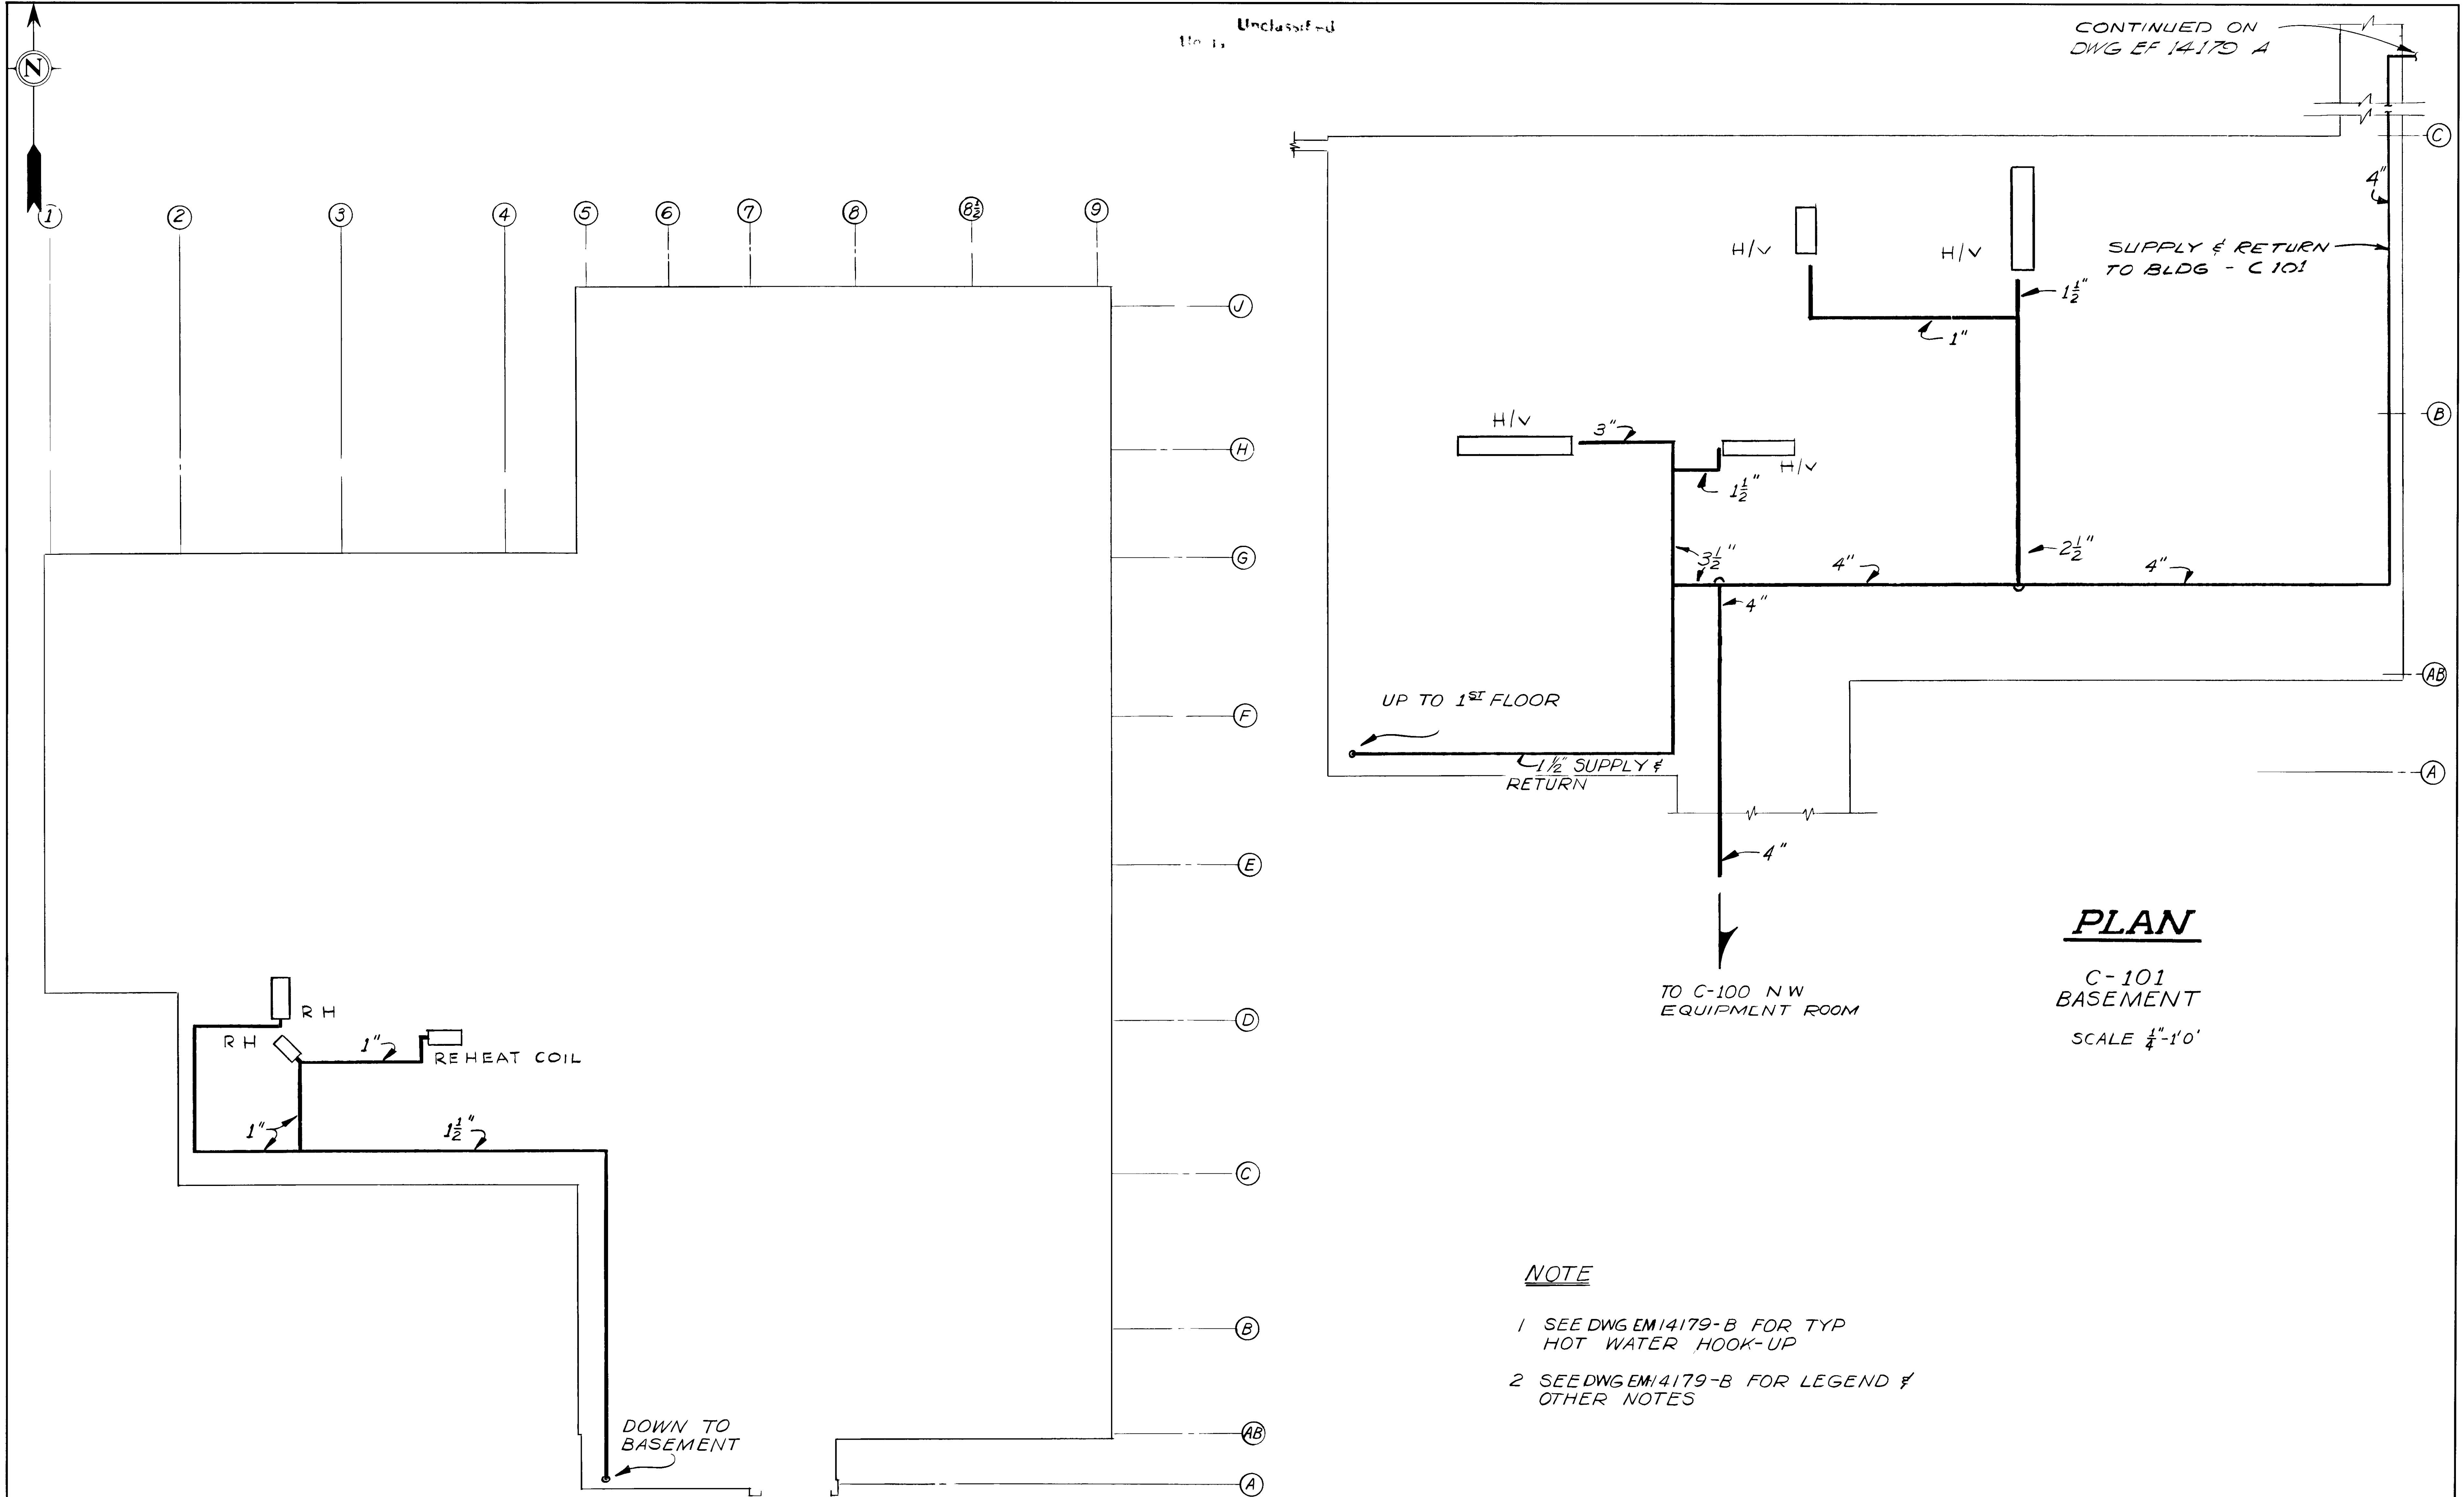 Unclassified
CONTINUED ON
DWG EF 14179 A
N
1
2
3
4
5
6
7
8
8½
9
J
H
G
F
E
D
C
B
AB
A
R H
R H
1"
REHEAT COIL
1"
1½"
DOWN TO
BASEMENT
C
B
AB
A
4"
SUPPLY & RETURN
TO BLDG - C 101
H/V
H/V
1½"
1"
H/V
3"
H/V
1½"
3½"
2½"
4"
4"
4"
UP TO 1ST FLOOR
1½" SUPPLY &
RETURN
4"
TO C-100 NW
EQUIPMENT ROOM
PLAN
C-101
BASEMENT
SCALE ¼"-1'0'
NOTE
1 SEE DWG EM14179-B FOR TYP
HOT WATER HOOK-UP
2 SEE DWG EM14179-B FOR LEGEND &
OTHER NOTES